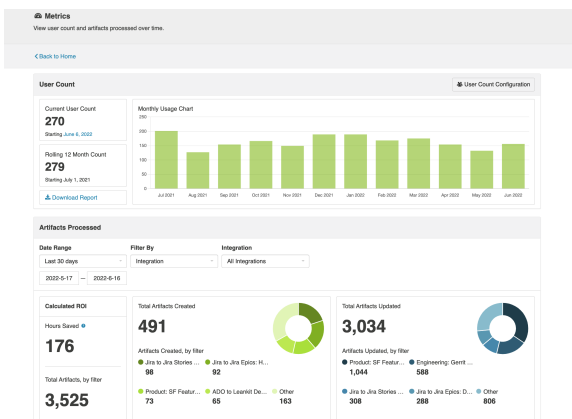 Metrics
View user count and artifacts processed over time.
Back to Home
User Count
User Count Configuration
Current User Count
270
Starting June 6, 2022
Rolling 12 Month Count
279
Starting July 1, 2021
Download Report
Monthly Usage Chart
250
200
150
100
50
0
Jul 2021 Aug 2021 Sep 2021 Oct 2021 Nov 2021 Dec 2021 Jan 2022 Feb 2022 Mar 2022 Apr 2022 May 2022 Jun 2022
Artifacts Processed
Date Range Filter By Integration
Last 30 days Integration All Integrations
2022-5-17 — 2022-6-16
Calculated ROI
Hours Saved
176
Total Artifacts, by filter
3,525
Total Artifacts Created
491
Artifacts Created, by filter
Jira to Jira Stories ... Jira to Jira Epics: H...
98 92
Product: SF Featur... ADO to Leankit De... Other
73 65 163
Total Artifacts Updated
3,034
Artifacts Updated, by filter
Product: SF Featur... Engineering: Gerrit ...
1,044 588
Jira to Jira Stories ... Jira to Jira Epics: D... Other
308 288 806